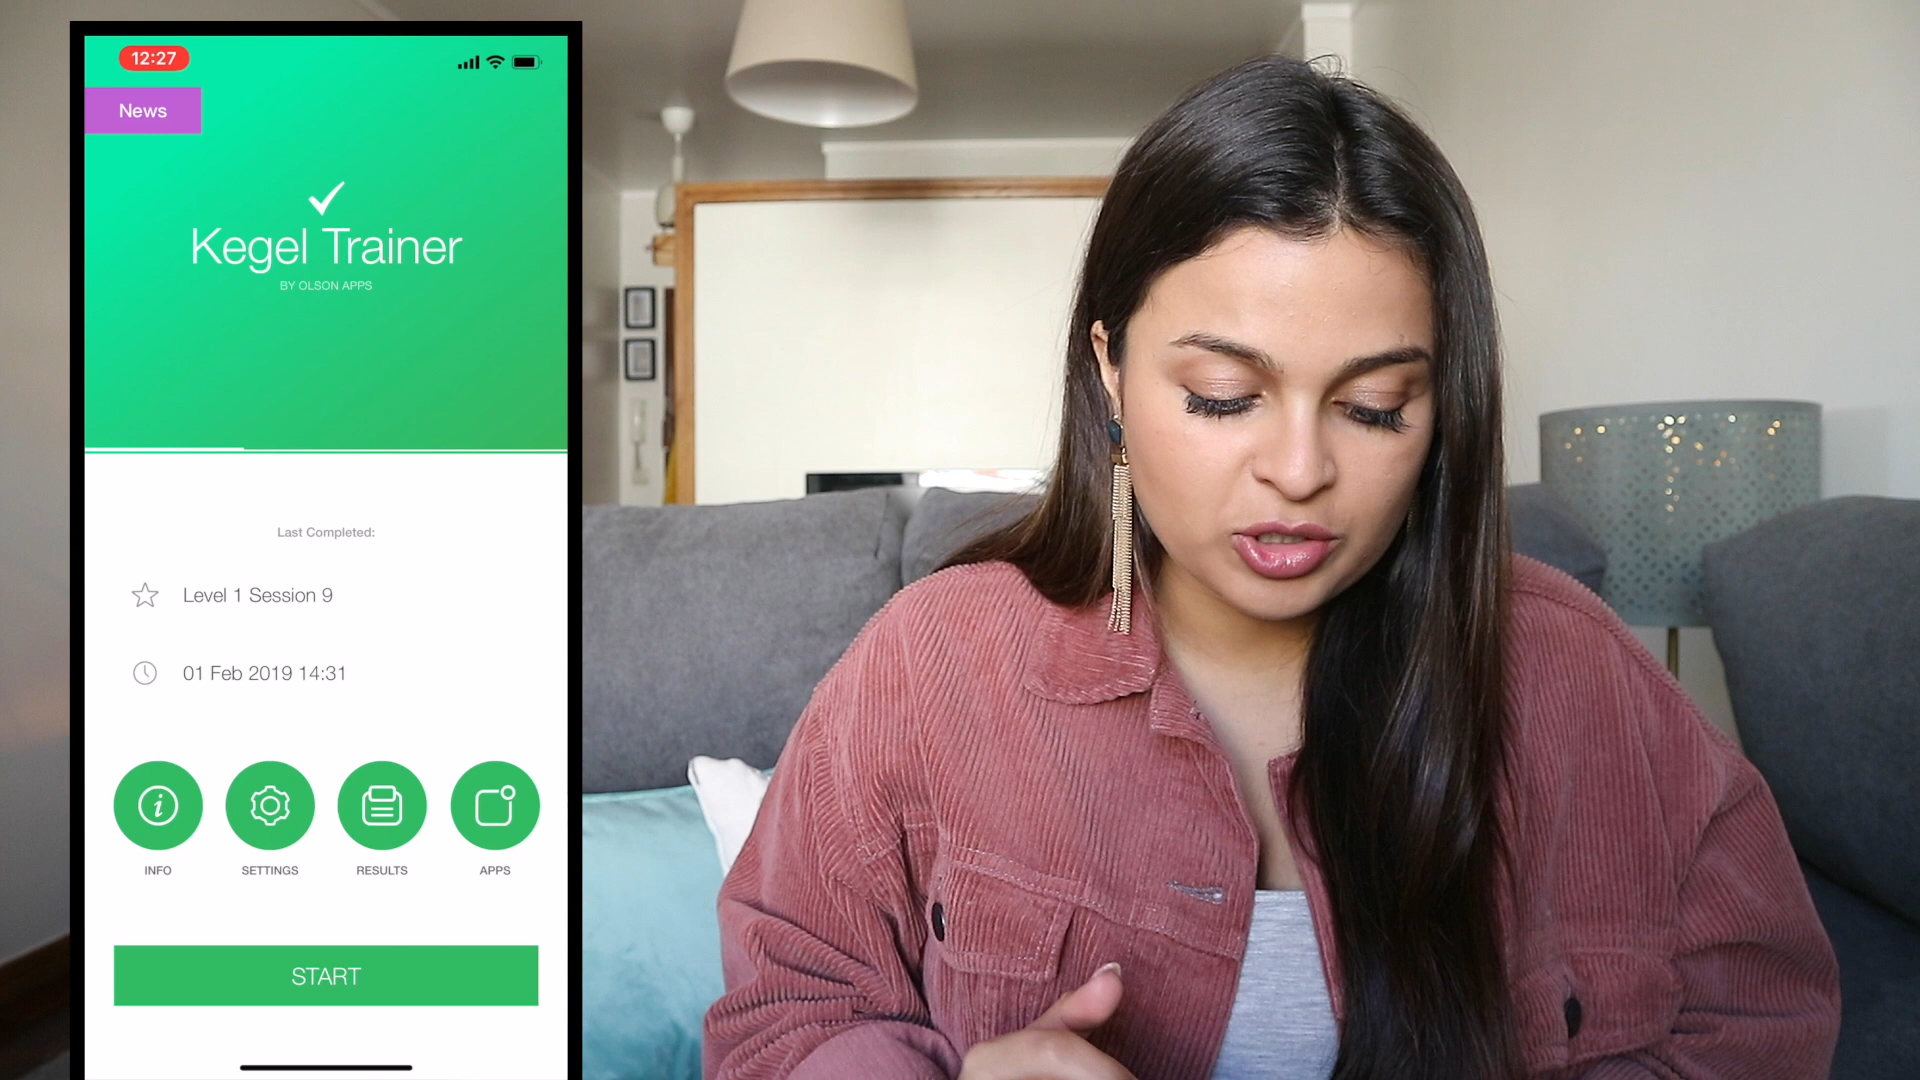 12:27
News
Kegel Trainer
BY OLSON APPS
Last Completed:
Level 1 Session 9
01 Feb 2019 14:31
INFO
SETTINGS
RESULTS
APPS
START